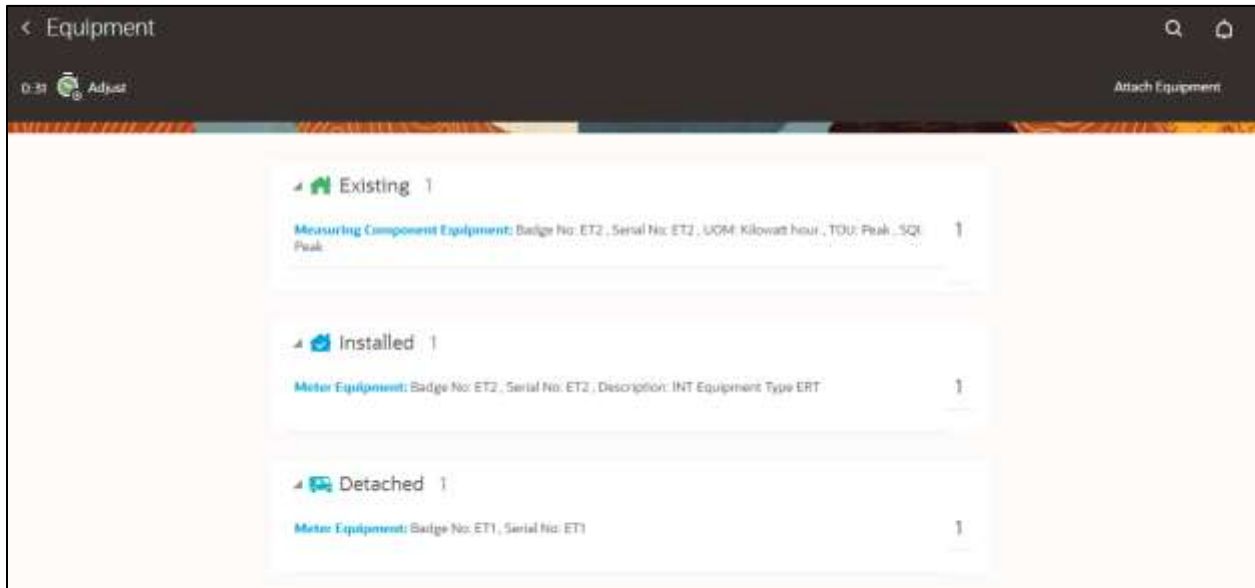 Equipment
0:31 Adjust
Attach Equipment
Existing 1
Measuring Component Equipment: Badge No: ET2 , Serial No: ET2 , UOM: Kilowatt hour , TOU: Peak , SQI: 1
Peak
Installed 1
Meter Equipment: Badge No: ET2 , Serial No: ET2 , Description: INT Equipment Type ERT 1
Detached 1
Meter Equipment: Badge No: ET1 , Serial No: ET1 1